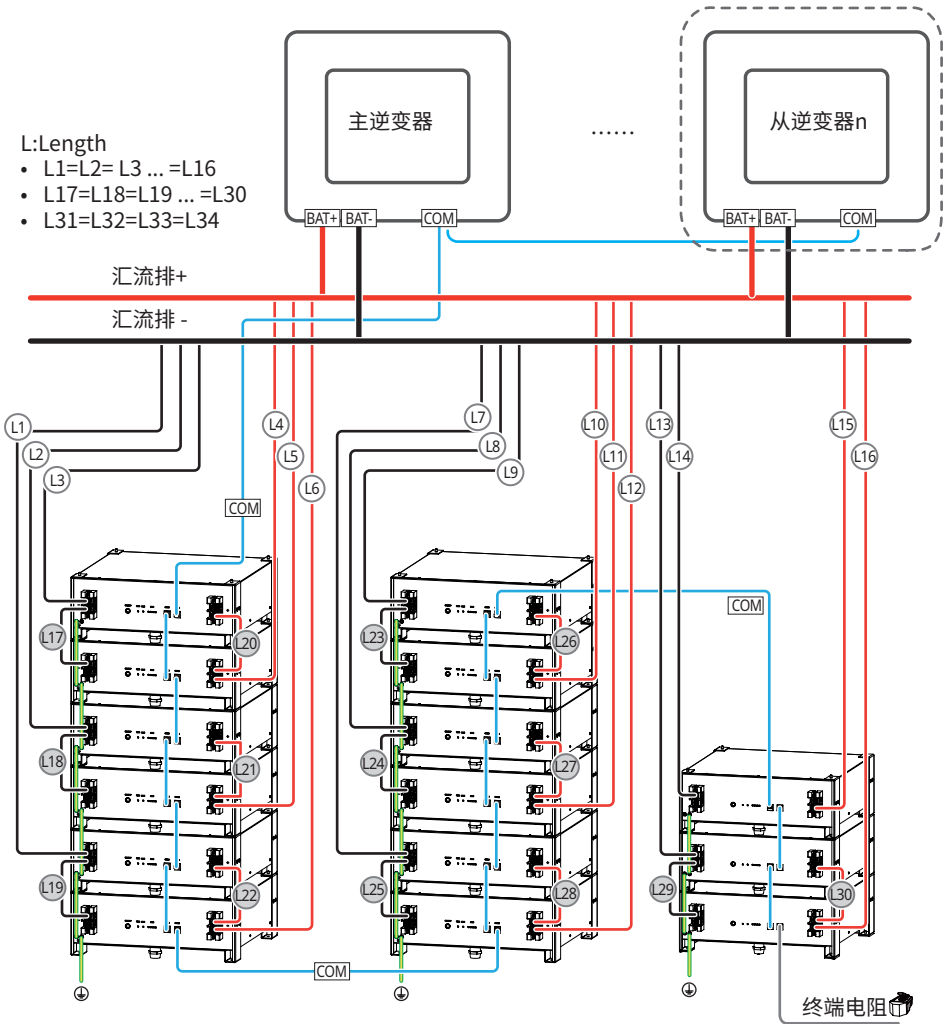 主逆变器
......
从逆变器n
L:Length
• L1=L2= L3 ... =L16
• L17=L18=L19 ... =L30
• L31=L32=L33=L34
BAT+ BAT- COM
BAT+ BAT- COM
汇流排+
汇流排 -
L1
L2
L3
L4
L5
L6
L7
L8
L9
L10
L11
L12
L13
L14
L15
L16
COM
COM
L17
L20
L23
L26
L18
L21
L24
L27
L19
L22
L25
L28
L29
L30
COM
终端电阻